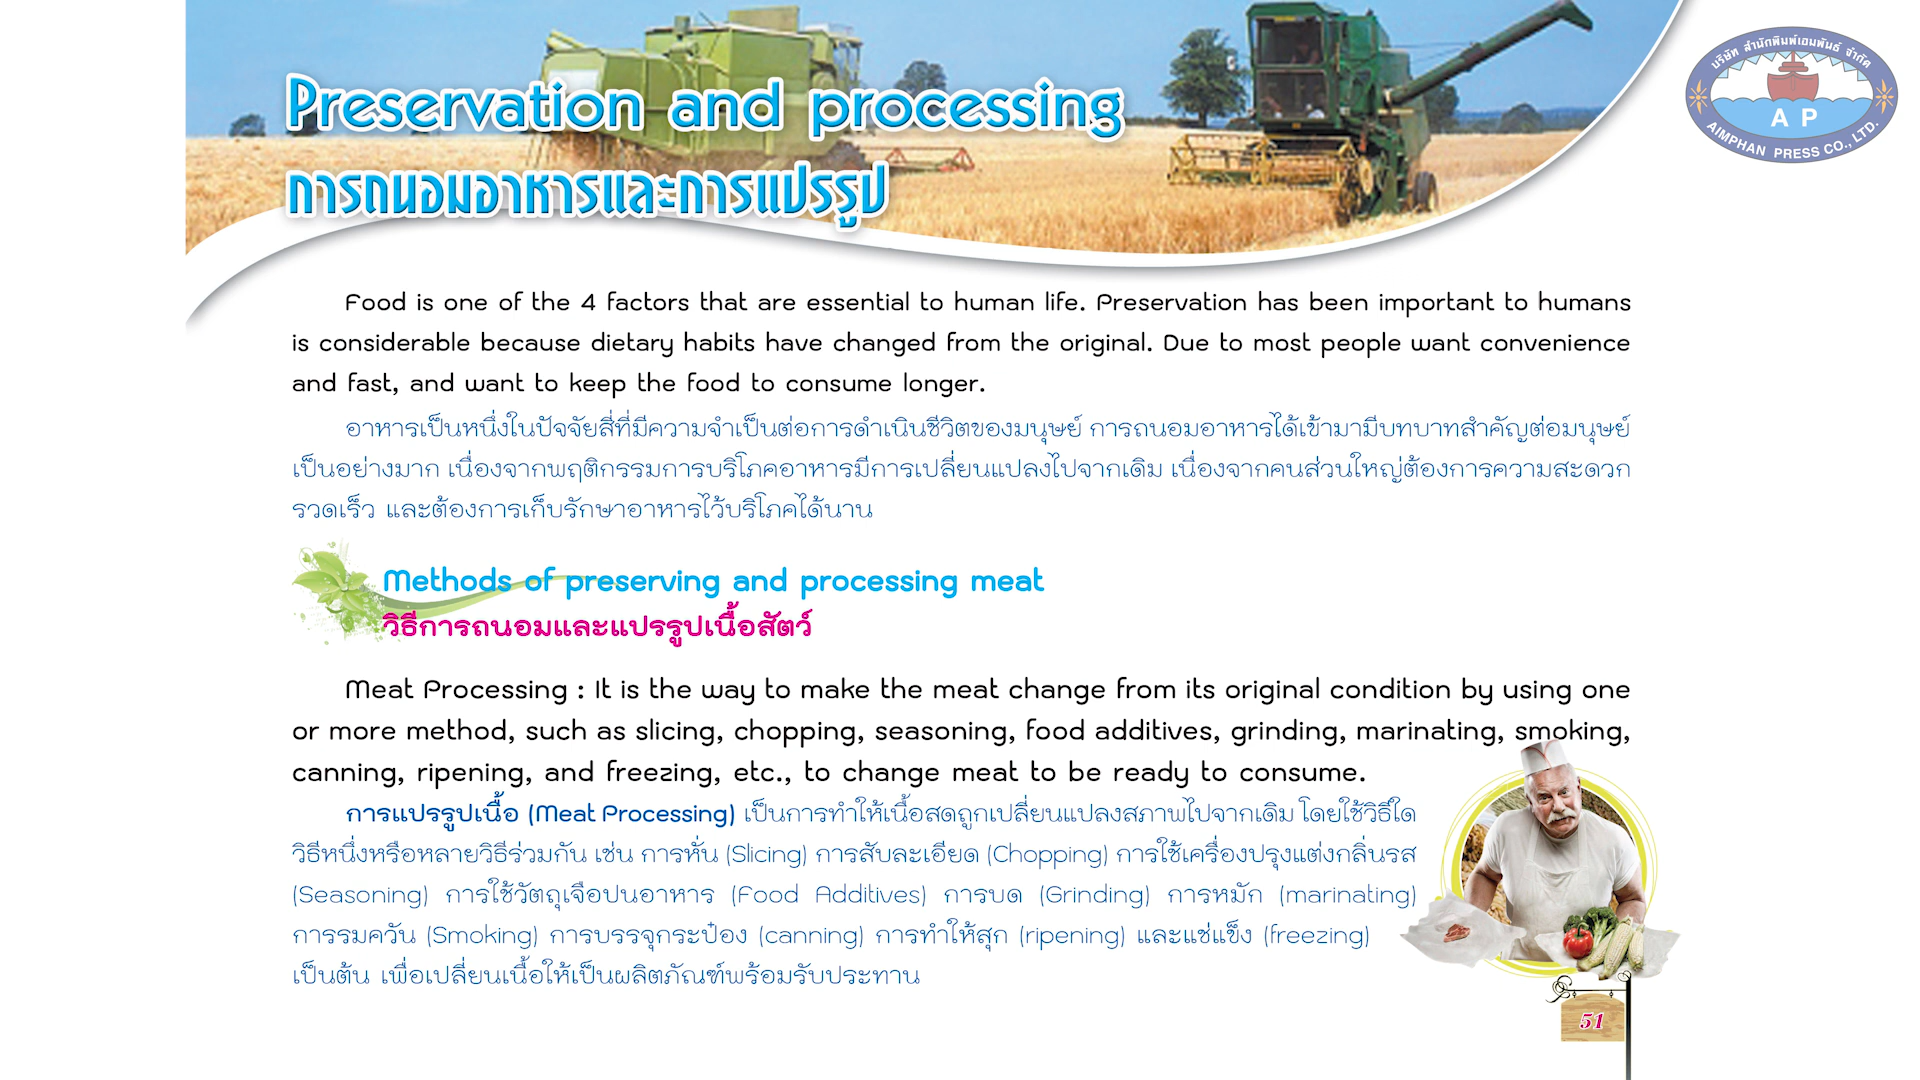 Preservation and processing
การถนอมอาหารและการแปรรูป
บริษัท สำนักพิมพ์เอมพันธ์ จำกัด
A P
AIMPHAN PRESS CO., LTD.
Food is one of the 4 factors that are essential to human life. Preservation has been important to humans
is considerable because dietary habits have changed from the original. Due to most people want convenience
and fast, and want to keep the food to consume longer.
อาหารเป็นหนึ่งในปัจจัยสี่ที่มีความจำเป็นต่อการดำเนินชีวิตของมนุษย์ การถนอมอาหารได้เข้ามามีบทบาทสำคัญต่อมนุษย์
เป็นอย่างมาก เนื่องจากพฤติกรรมการบริโภคอาหารมีการเปลี่ยนแปลงไปจากเดิม เนื่องจากคนส่วนใหญ่ต้องการความสะดวก
รวดเร็ว และต้องการเก็บรักษาอาหารไว้บริโภคได้นาน
Methods of preserving and processing meat
วิธีการถนอมและแปรรูปเนื้อสัตว์
Meat Processing : It is the way to make the meat change from its original condition by using one
or more method, such as slicing, chopping, seasoning, food additives, grinding, marinating, smoking,
canning, ripening, and freezing, etc., to change meat to be ready to consume.
การแปรรูปเนื้อ (Meat Processing) เป็นการทำให้เนื้อสดถูกเปลี่ยนแปลงสภาพไปจากเดิม โดยใช้วิธีใด
วิธีหนึ่งหรือหลายวิธีร่วมกัน เช่น การหั่น (Slicing) การสับละเอียด (Chopping) การใช้เครื่องปรุงแต่งกลิ่นรส
(Seasoning) การใช้วัตถุเจือปนอาหาร (Food Additives) การบด (Grinding) การหมัก (marinating)
การรมควัน (Smoking) การบรรจุกระป๋อง (canning) การทำให้สุก (ripening) และแช่แข็ง (freezing)
เป็นต้น เพื่อเปลี่ยนเนื้อให้เป็นผลิตภัณฑ์พร้อมรับประทาน
51